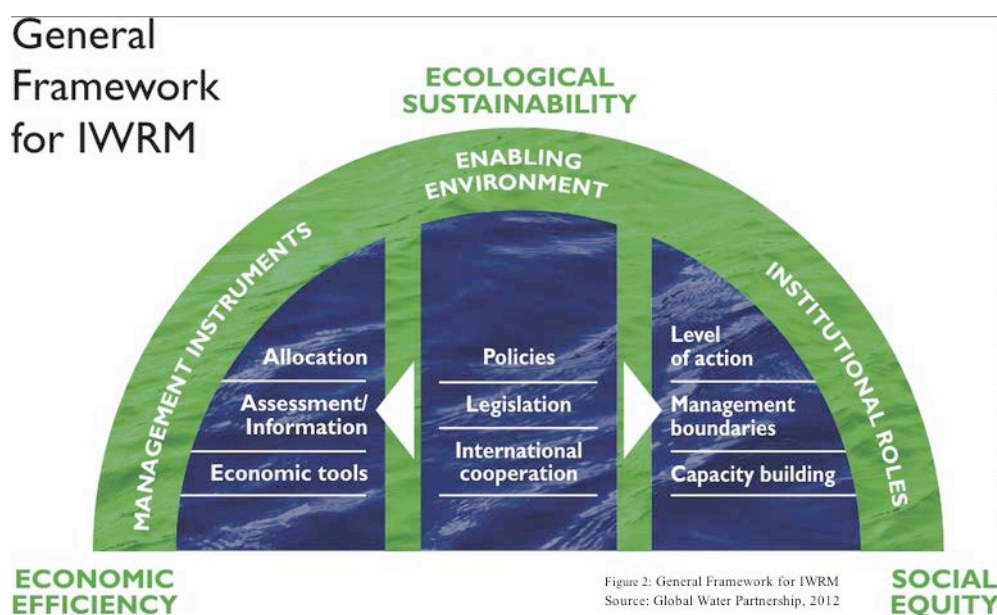 General
Framework
for IWRM
ECOLOGICAL
SUSTAINABILITY
ENABLING
ENVIRONMENT
MANAGEMENT INSTRUMENTS
INSTITUTIONAL ROLES
Allocation
Assessment/
Information
Economic tools
Policies
Legislation
International
cooperation
Level
of action
Management
boundaries
Capacity building
ECONOMIC
EFFICIENCY
Figure 2: General Framework for IWRM
Source: Global Water Partnership, 2012
SOCIAL
EQUITY